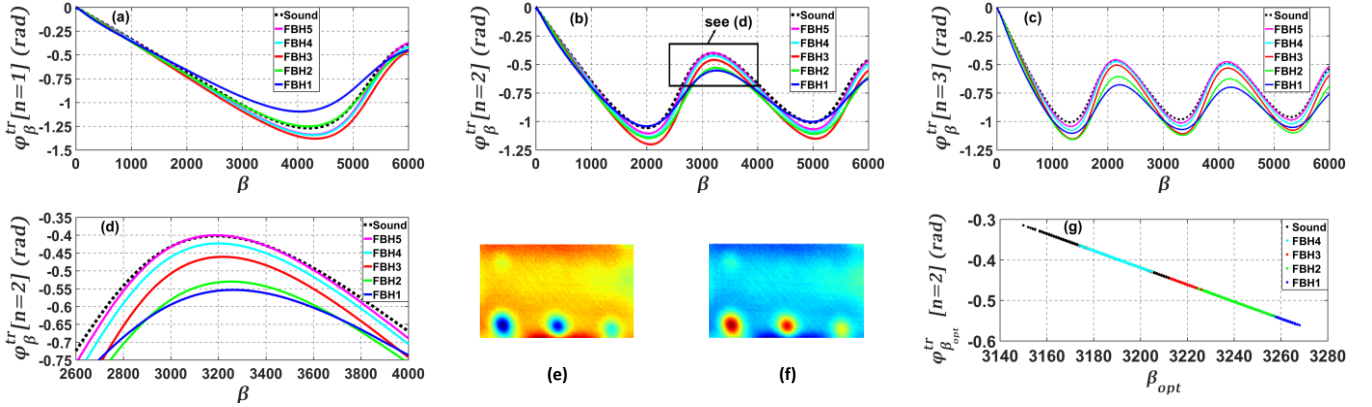 φ_β^tr [n=1] (rad)
(a)
0
-0.25
-0.5
-0.75
-1
-1.25
-1.5
0 1000 2000 3000 4000 5000 6000
β
Sound
FBH5
FBH4
FBH3
FBH2
FBH1
φ_β^tr [n=2] (rad)
(b)
see (d)
0
-0.25
-0.5
-0.75
-1
-1.25
0 1000 2000 3000 4000 5000 6000
β
Sound
FBH5
FBH4
FBH3
FBH2
FBH1
φ_β^tr [n=3] (rad)
(c)
0
-0.25
-0.5
-0.75
-1
-1.25
0 1000 2000 3000 4000 5000 6000
β
Sound
FBH5
FBH4
FBH3
FBH2
FBH1
φ_β^tr [n=2] (rad)
(d)
-0.35
-0.4
-0.45
-0.5
-0.55
-0.6
-0.65
-0.7
-0.75
2600 2800 3000 3200 3400 3600 3800 4000
β
Sound
FBH5
FBH4
FBH3
FBH2
FBH1
(e)
(f)
φ_β_opt^tr [n=2] (rad)
(g)
-0.3
-0.4
-0.5
-0.6
3140 3160 3180 3200 3220 3240 3260 3280
β_opt
Sound
FBH4
FBH3
FBH2
FBH1